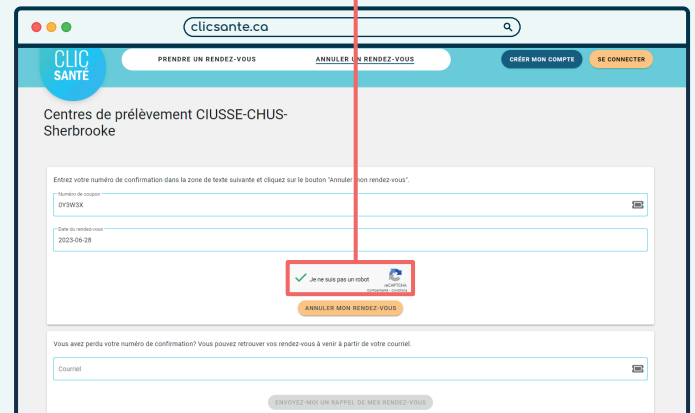 clicsante.ca
CLIC
SANTÉ
PRENDRE UN RENDEZ-VOUS
ANNULER UN RENDEZ-VOUS
CRÉER MON COMPTE
SE CONNECTER
Centres de prélèvement CIUSSE-CHUS-
Sherbrooke
Entrez votre numéro de confirmation dans la zone de texte suivante et cliquez sur le bouton "Annuler mon rendez-vous".
Numéro de coupon
0Y3W3X
Date du rendez-vous
2023-06-28
Je ne suis pas un robot
reCAPTCHA
Confidentialité - Conditions
ANNULER MON RENDEZ-VOUS
Vous avez perdu votre numéro de confirmation? Vous pouvez retrouver vos rendez-vous à venir à partir de votre courriel.
Courriel
ENVOYEZ-MOI UN RAPPEL DE MES RENDEZ-VOUS